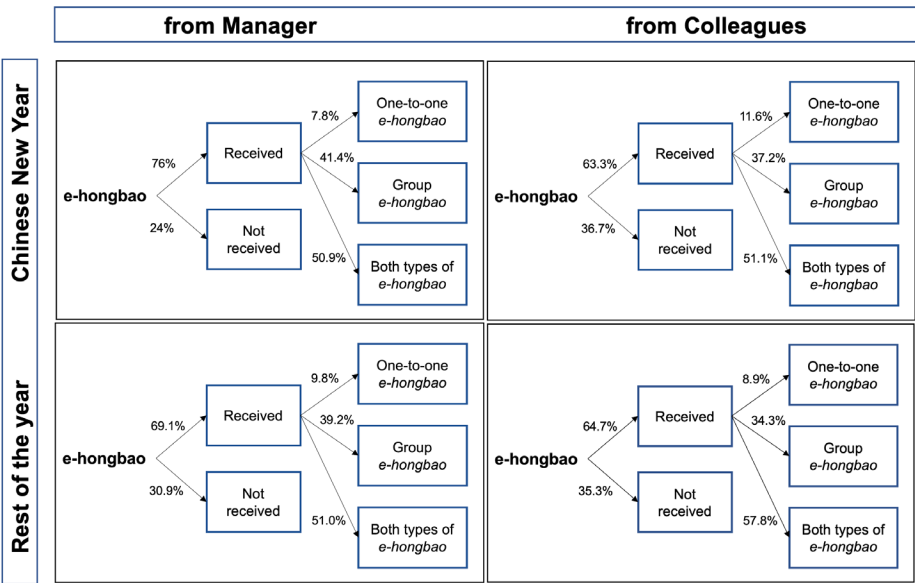 from Manager
from Colleagues
Chinese New Year
One-to-one
e-hongbao
7.8%
Received
76%
41.4%
Group
e-hongbao
e-hongbao
24%
Not
received
50.9%
Both types of
e-hongbao
One-to-one
e-hongbao
11.6%
Received
63.3%
37.2%
Group
e-hongbao
e-hongbao
36.7%
Not
received
51.1%
Both types of
e-hongbao
Rest of the year
One-to-one
e-hongbao
9.8%
Received
69.1%
39.2%
Group
e-hongbao
e-hongbao
30.9%
Not
received
51.0%
Both types of
e-hongbao
One-to-one
e-hongbao
8.9%
Received
64.7%
34.3%
Group
e-hongbao
e-hongbao
35.3%
Not
received
57.8%
Both types of
e-hongbao